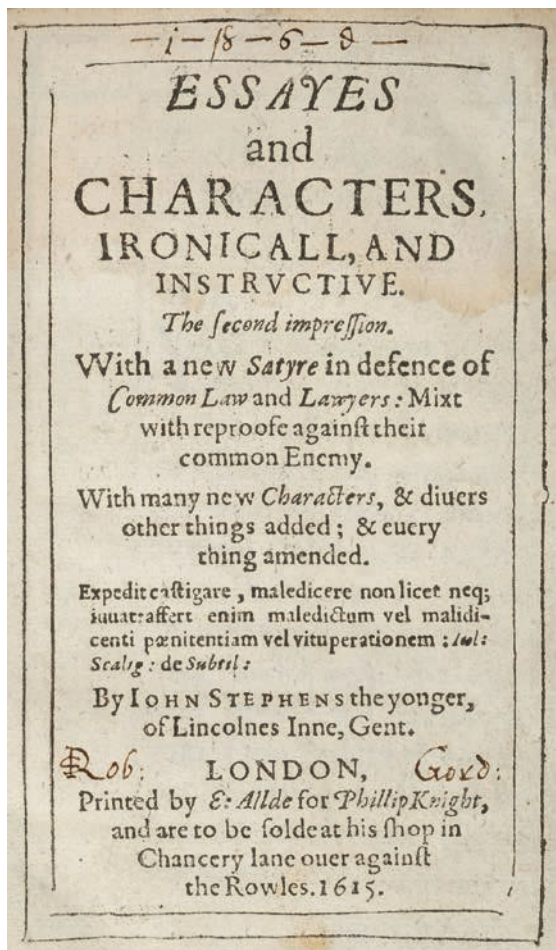 — 1 — 18 — 6 — 8 —
ESSAYES
and
CHARACTERS,
IRONICALL, AND
INSTRVCTIVE.
The ſecond impreſſion.
With a new Satyre in defence of
Common Law and Lawyers: Mixt
with reproofe againſt their
common Enemy.
With many new Characters, & diuers
other things added; & euery
thing amended.
Expedit caſtigare, maledicere non licet neq;
iuuat: affert enim maledictum vel malidi-
centi pœnitentiam vel vituperationem: Iul:
Scalig: de Subtil:
By IOHN STEPHENS the yonger,
of Lincolnes Inne, Gent.
Rob: LONDON, Gord:
Printed by E: Allde for Phillip Knight,
and are to be ſolde at his ſhop in
Chancery lane ouer againſt
the Rowles. 1615.